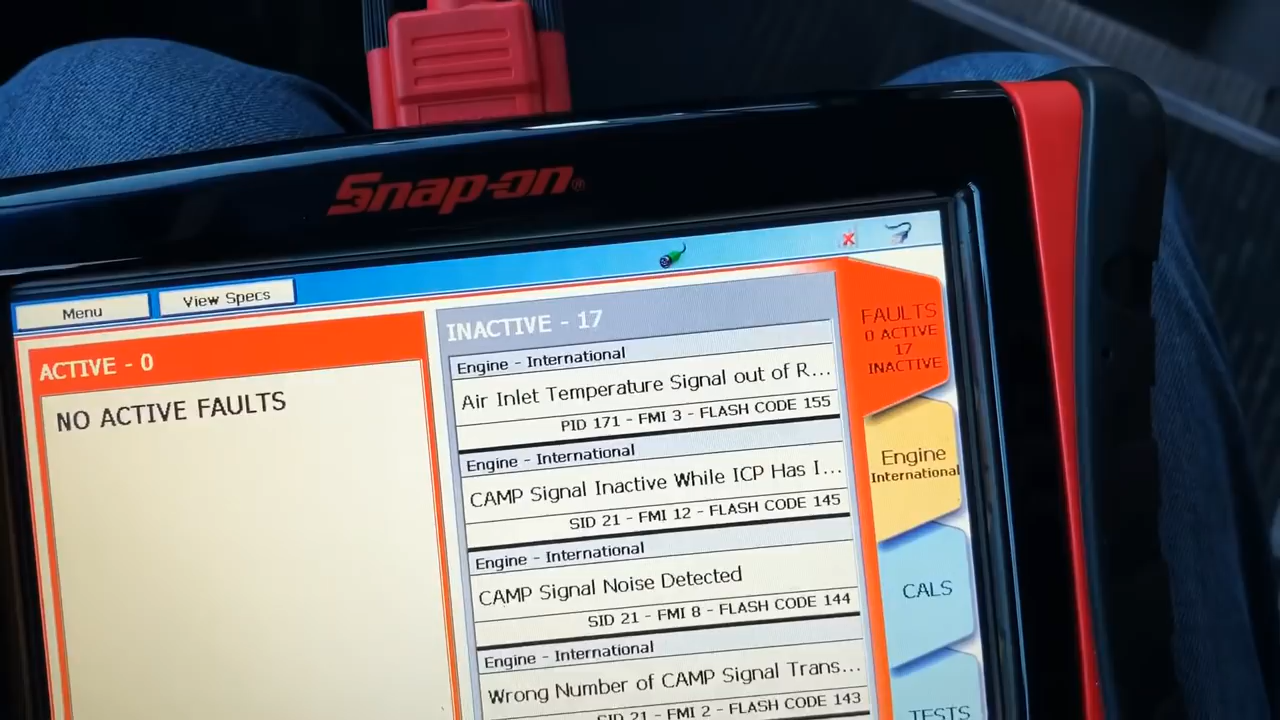 Snap-on®
Menu
View Specs
ACTIVE - 0
NO ACTIVE FAULTS
INACTIVE - 17
Engine - International
Air Inlet Temperature Signal out of R...
PID 171 - FMI 3 - FLASH CODE 155
Engine - International
CAMP Signal Inactive While ICP Has I...
SID 21 - FMI 12 - FLASH CODE 145
Engine - International
CAMP Signal Noise Detected
SID 21 - FMI 8 - FLASH CODE 144
Engine - International
Wrong Number of CAMP Signal Trans...
SID 21 - FMI 2 - FLASH CODE 143
FAULTS
0 ACTIVE
17
INACTIVE
Engine
International
CALS
TESTS